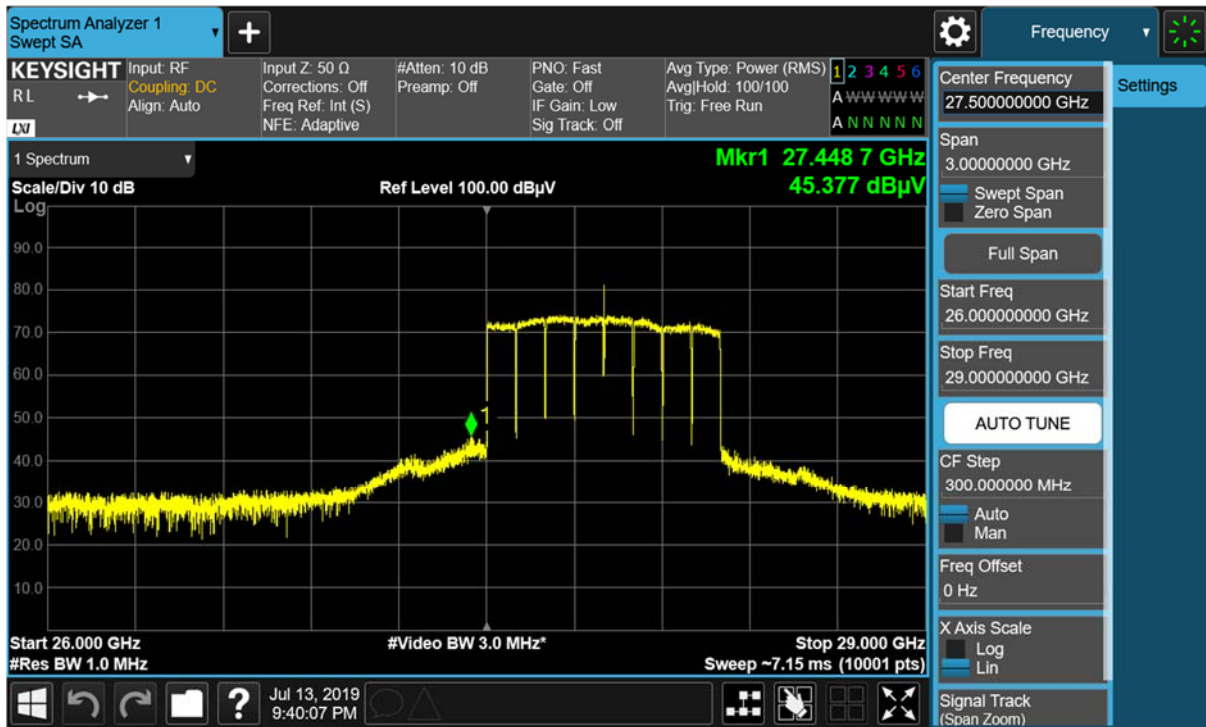 Spectrum Analyzer 1
Swept SA
+
Frequency
KEYSIGHT
R L
LXI
Input: RF
Coupling: DC
Align: Auto
Input Z: 50 Ω
Corrections: Off
Freq Ref: Int (S)
NFE: Adaptive
#Atten: 10 dB
Preamp: Off
PNO: Fast
Gate: Off
IF Gain: Low
Sig Track: Off
Avg Type: Power (RMS)
Avg|Hold: 100/100
Trig: Free Run
1 2 3 4 5 6
A W W W W W
A N N N N N
1 Spectrum
Mkr1 27.448 7 GHz
Scale/Div 10 dB
Ref Level 100.00 dBµV
45.377 dBµV
Log
90.0
80.0
70.0
60.0
50.0
40.0
30.0
20.0
10.0
1
Start 26.000 GHz
#Video BW 3.0 MHz*
Stop 29.000 GHz
#Res BW 1.0 MHz
Sweep ~7.15 ms (10001 pts)
?
Jul 13, 2019
9:40:07 PM
Center Frequency
27.500000000 GHz
Settings
Span
3.00000000 GHz
Swept Span
Zero Span
Full Span
Start Freq
26.000000000 GHz
Stop Freq
29.000000000 GHz
AUTO TUNE
CF Step
300.000000 MHz
Auto
Man
Freq Offset
0 Hz
X Axis Scale
Log
Lin
Signal Track
(Span Zoom)